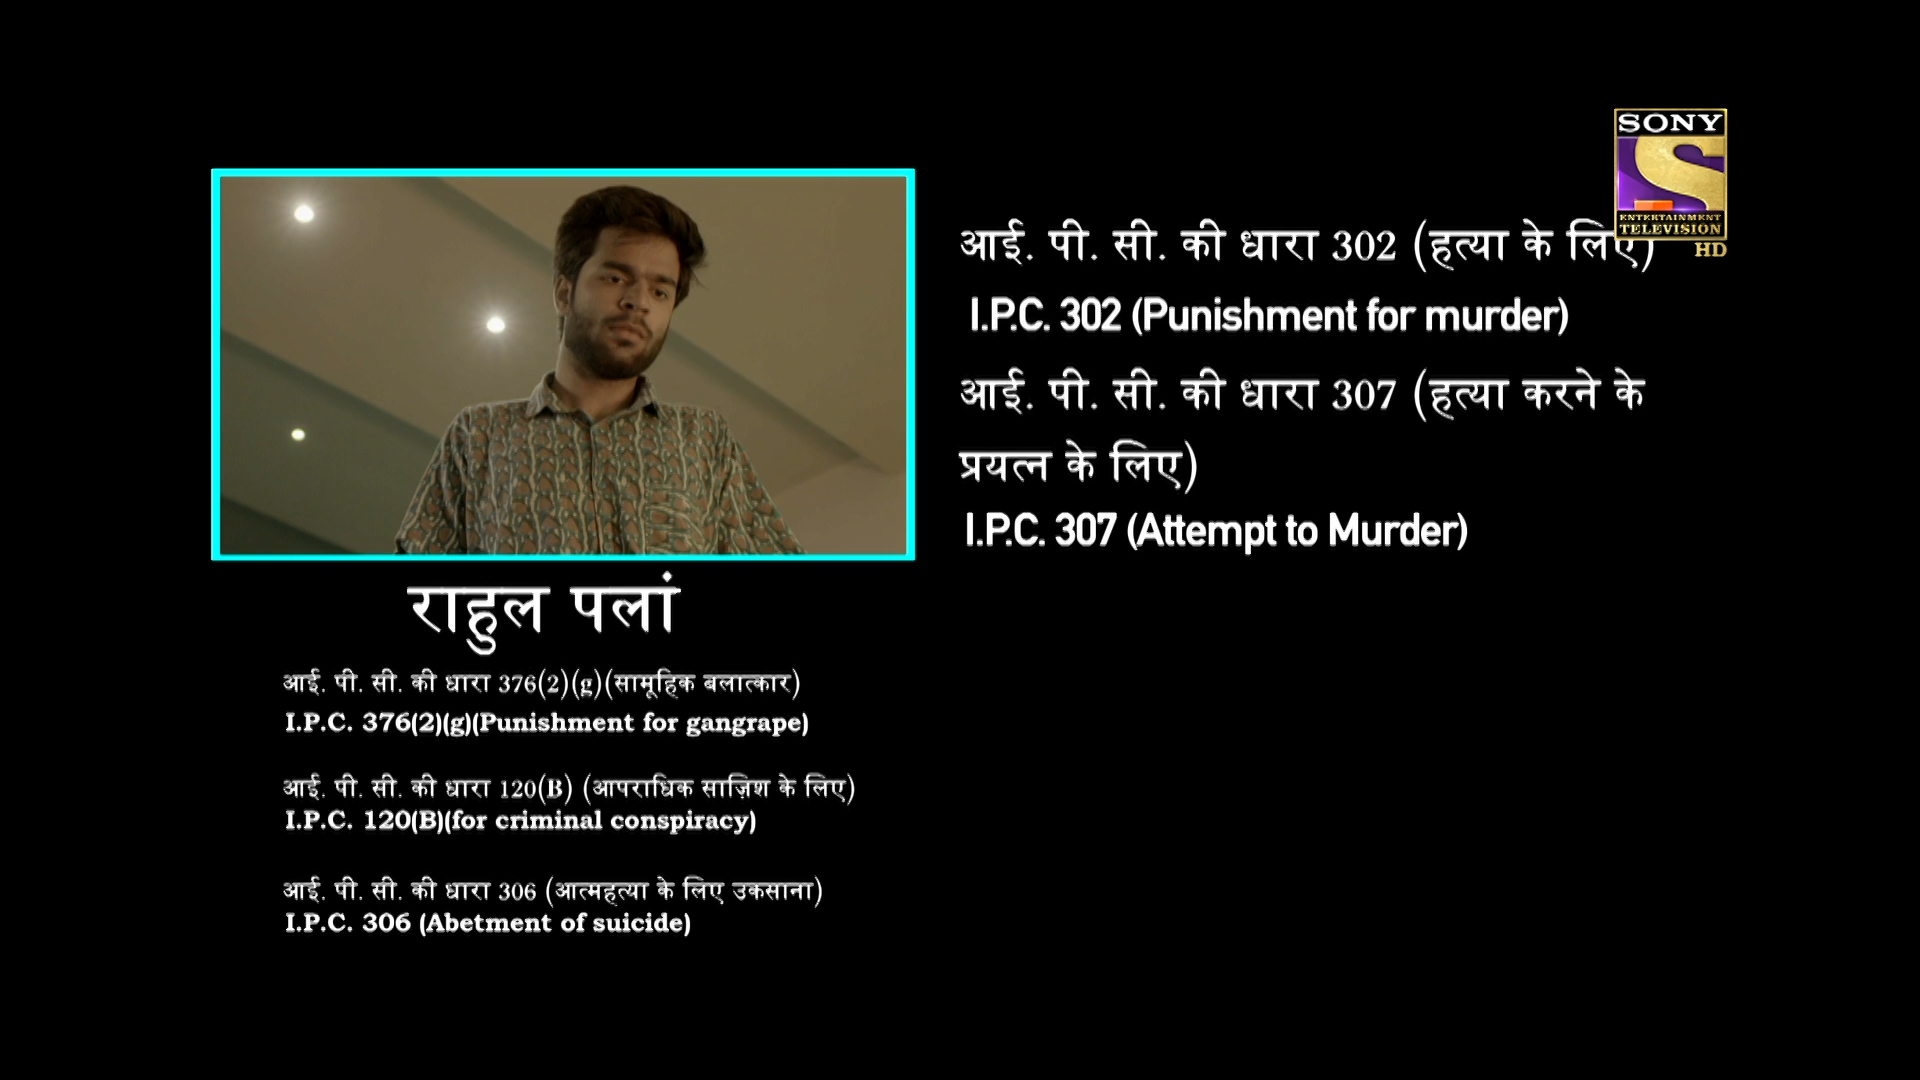 SONY
ENTERTAINMENT
TELEVISION
HD
आई. पी. सी. की धारा 302 (हत्या के लिए)
I.P.C. 302 (Punishment for murder)
आई. पी. सी. की धारा 307 (हत्या करने के
प्रयत्न के लिए)
I.P.C. 307 (Attempt to Murder)
राहुल पलां
आई. पी. सी. की धारा 376(2)(g)(सामूहिक बलात्कार)
I.P.C. 376(2)(g)(Punishment for gangrape)
आई. पी. सी. की धारा 120(B) (आपराधिक साज़िश के लिए)
I.P.C. 120(B)(for criminal conspiracy)
आई. पी. सी. की धारा 306 (आत्महत्या के लिए उकसाना)
I.P.C. 306 (Abetment of suicide)